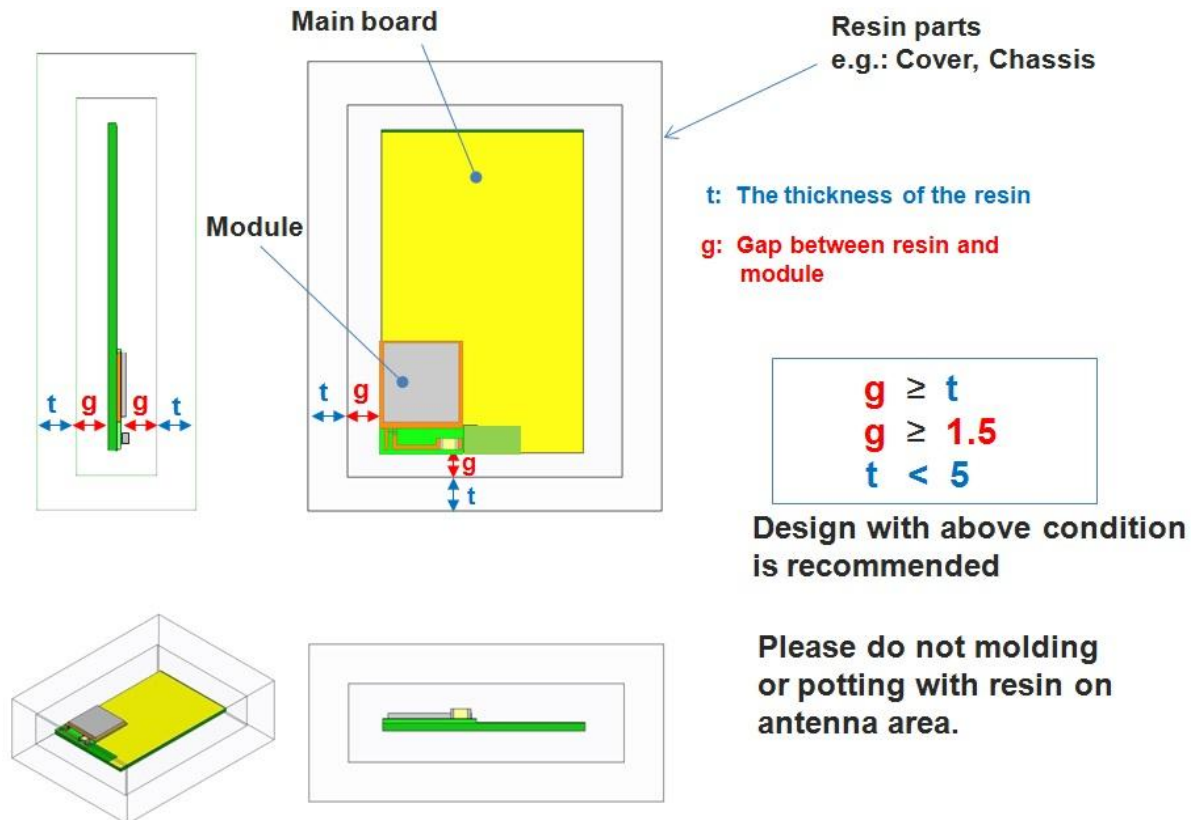 Main board
Resin parts
e.g.: Cover, Chassis
t: The thickness of the resin
Module
g: Gap between resin and
module
t g g t
t g
g
t
g ≥ t
g ≥ 1.5
t < 5
Design with above condition
is recommended
Please do not molding
or potting with resin on
antenna area.